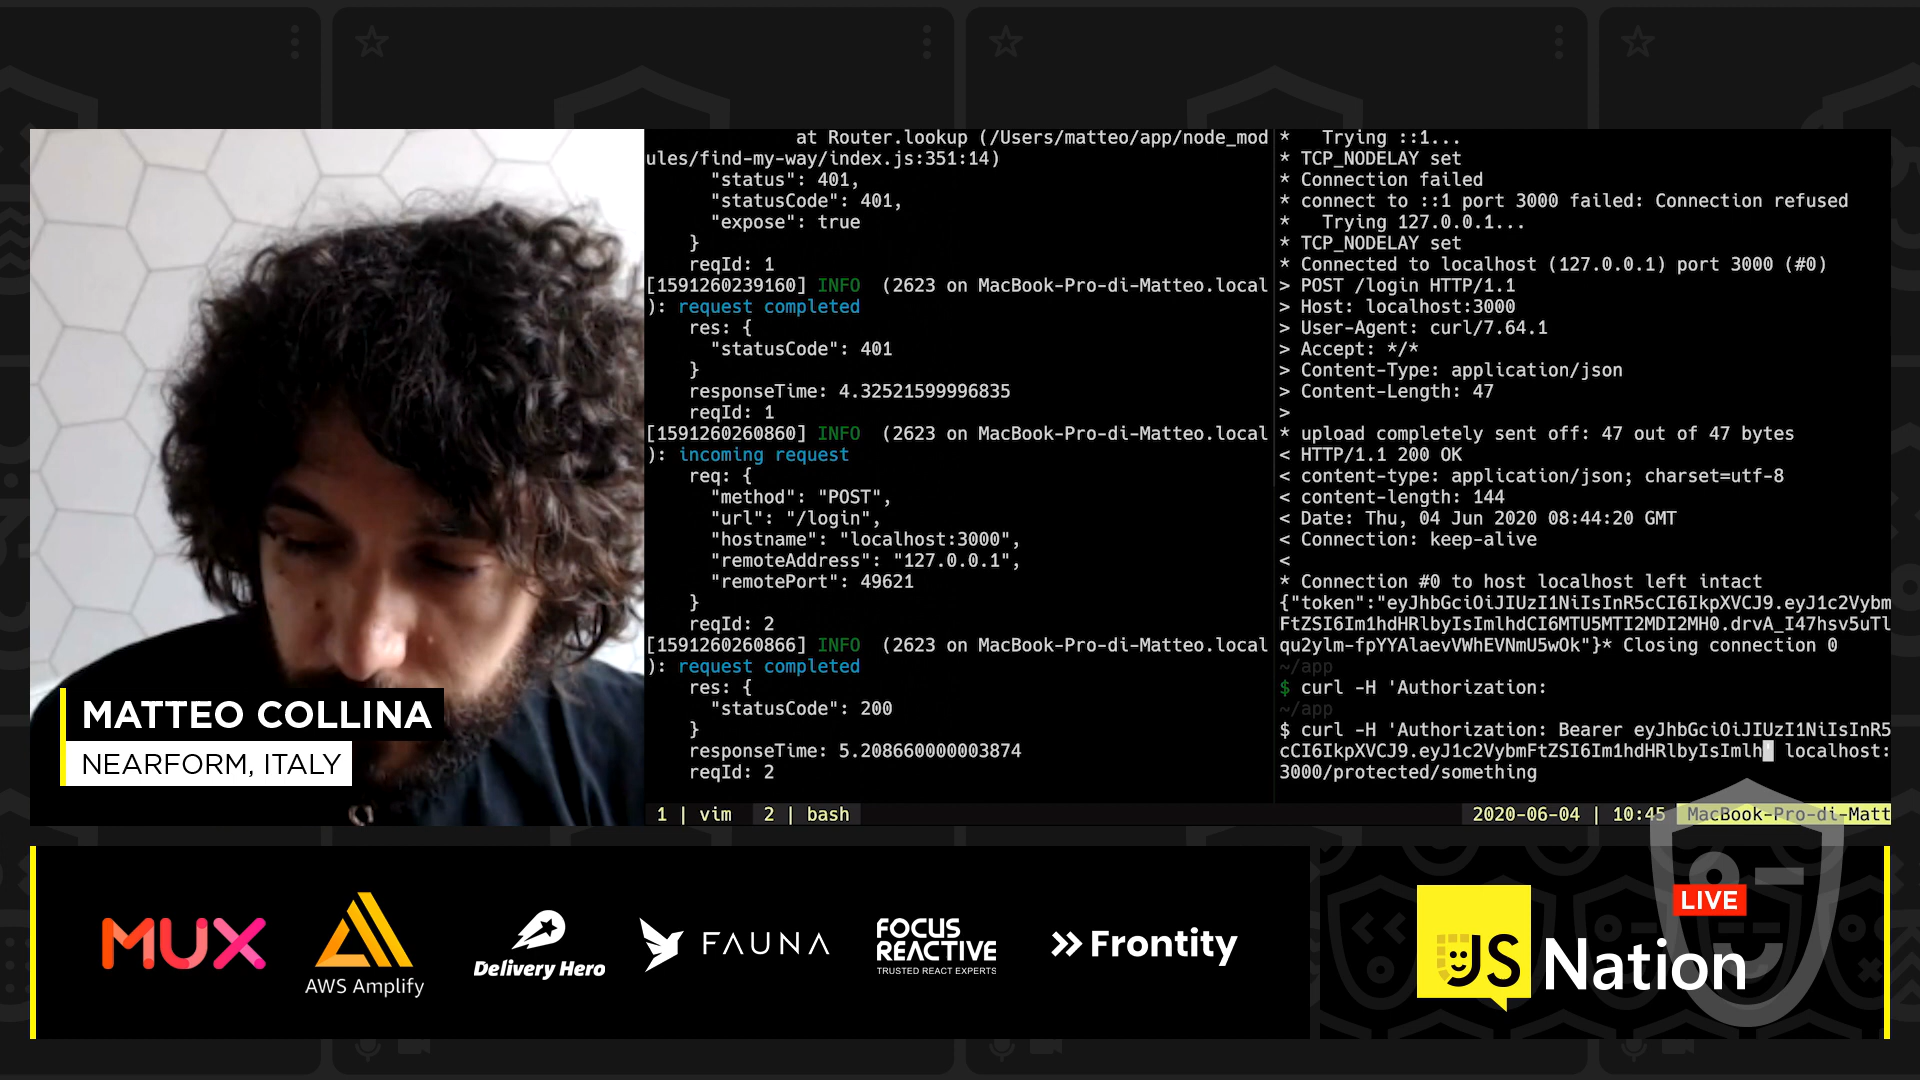 at Router.lookup (/Users/matteo/app/node_mod
ules/find-my-way/index.js:351:14)
"status": 401,
"statusCode": 401,
"expose": true
}
reqId: 1
[1591260239160] INFO (2623 on MacBook-Pro-di-Matteo.local
): request completed
res: {
"statusCode": 401
}
responseTime: 4.32521599996835
reqId: 1
[1591260260860] INFO (2623 on MacBook-Pro-di-Matteo.local
): incoming request
req: {
"method": "POST",
"url": "/login",
"hostname": "localhost:3000",
"remoteAddress": "127.0.0.1",
"remotePort": 49621
}
reqId: 2
[1591260260866] INFO (2623 on MacBook-Pro-di-Matteo.local
): request completed
res: {
"statusCode": 200
}
responseTime: 5.208660000003874
reqId: 2
* Trying ::1...
* TCP_NODELAY set
* Connection failed
* connect to ::1 port 3000 failed: Connection refused
* Trying 127.0.0.1...
* TCP_NODELAY set
* Connected to localhost (127.0.0.1) port 3000 (#0)
> POST /login HTTP/1.1
> Host: localhost:3000
> User-Agent: curl/7.64.1
> Accept: */*
> Content-Type: application/json
> Content-Length: 47
>
* upload completely sent off: 47 out of 47 bytes
< HTTP/1.1 200 OK
< content-type: application/json; charset=utf-8
< content-length: 144
< Date: Thu, 04 Jun 2020 08:44:20 GMT
< Connection: keep-alive
<
* Connection #0 to host localhost left intact
{"token":"eyJhbGciOiJIUzI1NiIsInR5cCI6IkpXVCJ9.eyJ1c2Vybm
FtZSI6Im1hdHRlbyIsImlhdCI6MTU5MTI2MDI2MH0.drvA_I47hsv5uTl
qu2ylm-fpYYAlaevVWhEVNmU5wOk"}* Closing connection 0
~/app
$ curl -H 'Authorization:
~/app
$ curl -H 'Authorization: Bearer eyJhbGciOiJIUzI1NiIsInR5
cCI6IkpXVCJ9.eyJ1c2VybmFtZSI6Im1hdHRlbyIsImlh' localhost:
3000/protected/something
1 | vim 2 | bash 2020-06-04 | 10:45 MacBook-Pro-di-Matt
MATTEO COLLINA
NEARFORM, ITALY
MUX
AWS Amplify
Delivery Hero
FAUNA
FOCUS
REACTIVE
TRUSTED REACT EXPERTS
Frontity
LIVE
JS Nation